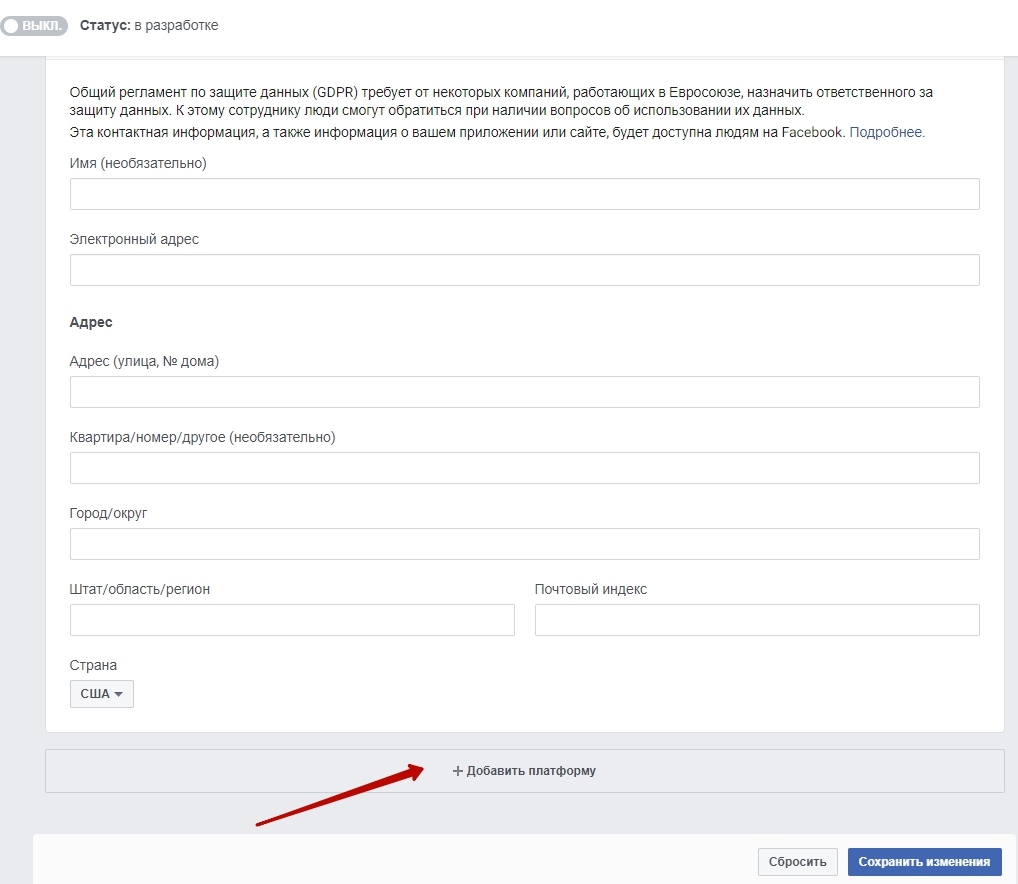 ВЫКЛ. Статус: в разработке
Общий регламент по защите данных (GDPR) требует от некоторых компаний, работающих в Евросоюзе, назначить ответственного за
защиту данных. К этому сотруднику люди смогут обратиться при наличии вопросов об использовании их данных.
Эта контактная информация, а также информация о вашем приложении или сайте, будет доступна людям на Facebook. Подробнее.
Имя (необязательно)
Электронный адрес
Адрес
Адрес (улица, № дома)
Квартира/номер/другое (необязательно)
Город/округ
Штат/область/регион Почтовый индекс
Страна
США
+ Добавить платформу
Сбросить Сохранить изменения